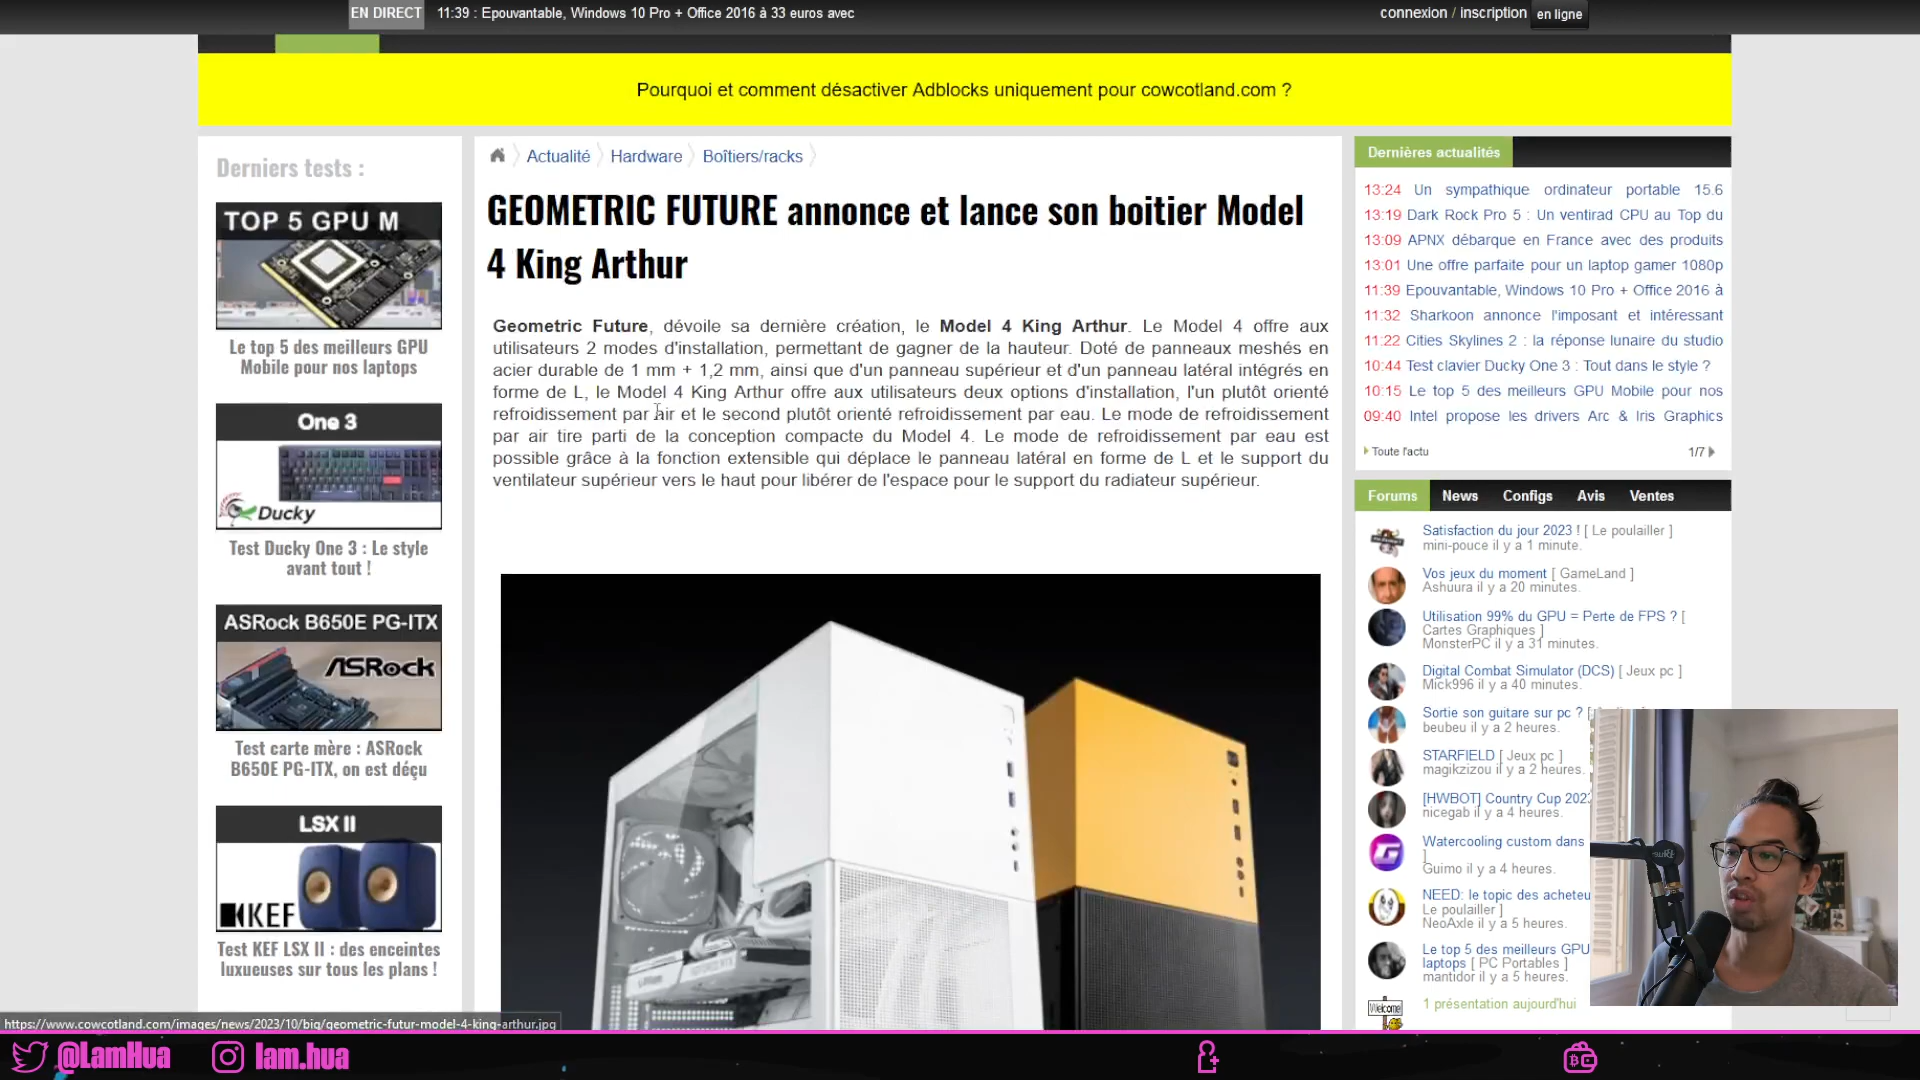 EN DIRECT
11:39 : Epouvantable, Windows 10 Pro + Office 2016 à 33 euros avec
connexion / inscription
en ligne
Pourquoi et comment désactiver Adblocks uniquement pour cowcotland.com ?
Derniers tests :
TOP 5 GPU M
Le top 5 des meilleurs GPU
Mobile pour nos laptops
One 3
Ducky
Test Ducky One 3 : Le style
avant tout !
ASRock B650E PG-ITX
ASRock
Test carte mère : ASRock
B650E PG-ITX, on est déçu
LSX II
KEF
Test KEF LSX II : des enceintes
luxueuses sur tous les plans !
Actualité
Hardware
Boîtiers/racks
GEOMETRIC FUTURE annonce et lance son boitier Model
4 King Arthur
Geometric Future, dévoile sa dernière création, le Model 4 King Arthur. Le Model 4 offre aux
utilisateurs 2 modes d'installation, permettant de gagner de la hauteur. Doté de panneaux meshés en
acier durable de 1 mm + 1,2 mm, ainsi que d'un panneau supérieur et d'un panneau latéral intégrés en
forme de L, le Model 4 King Arthur offre aux utilisateurs deux options d'installation, l'un plutôt orienté
refroidissement par air et le second plutôt orienté refroidissement par eau. Le mode de refroidissement
par air tire parti de la conception compacte du Model 4. Le mode de refroidissement par eau est
possible grâce à la fonction extensible qui déplace le panneau latéral en forme de L et le support du
ventilateur supérieur vers le haut pour libérer de l'espace pour le support du radiateur supérieur.
Dernières actualités
13:24 Un sympathique ordinateur portable 15.6
13:19 Dark Rock Pro 5 : Un ventirad CPU au Top du
13:09 APNX débarque en France avec des produits
13:01 Une offre parfaite pour un laptop gamer 1080p
11:39 Epouvantable, Windows 10 Pro + Office 2016 à
11:32 Sharkoon annonce l'imposant et intéressant
11:22 Cities Skylines 2 : la réponse lunaire du studio
10:44 Test clavier Ducky One 3 : Tout dans le style ?
10:15 Le top 5 des meilleurs GPU Mobile pour nos
09:40 Intel propose les drivers Arc & Iris Graphics
Toute l'actu
1/7
Forums News Configs Avis Ventes
Satisfaction du jour 2023 ! [ Le poulailler ]
mini-pouce il y a 1 minute.
Vos jeux du moment [ GameLand ]
Ashuura il y a 20 minutes.
Utilisation 99% du GPU = Perte de FPS ? [
Cartes Graphiques ]
MonsterPC il y a 31 minutes.
Digital Combat Simulator (DCS) [ Jeux pc ]
Mick996 il y a 40 minutes.
Sortie son guitare sur pc ? [
beubeu il y a 2 heures.
STARFIELD [ Jeux pc ]
magikzizou il y a 2 heures.
[HWBOT] Country Cup 202
nicegab il y a 4 heures.
Watercooling custom dans
]
Guimo il y a 4 heures.
NEED: le topic des acheteu
Le poulailler ]
NeoAxle il y a 5 heures.
Le top 5 des meilleurs GPU
laptops [ PC Portables ]
mantidor il y a 5 heures.
Welcome
1 présentation aujourd'hui
Blue
https://www.cowcotland.com/images/news/2023/10/big/geometric-futur-model-4-king-arthur.jpg
@LamHua
lam.hua